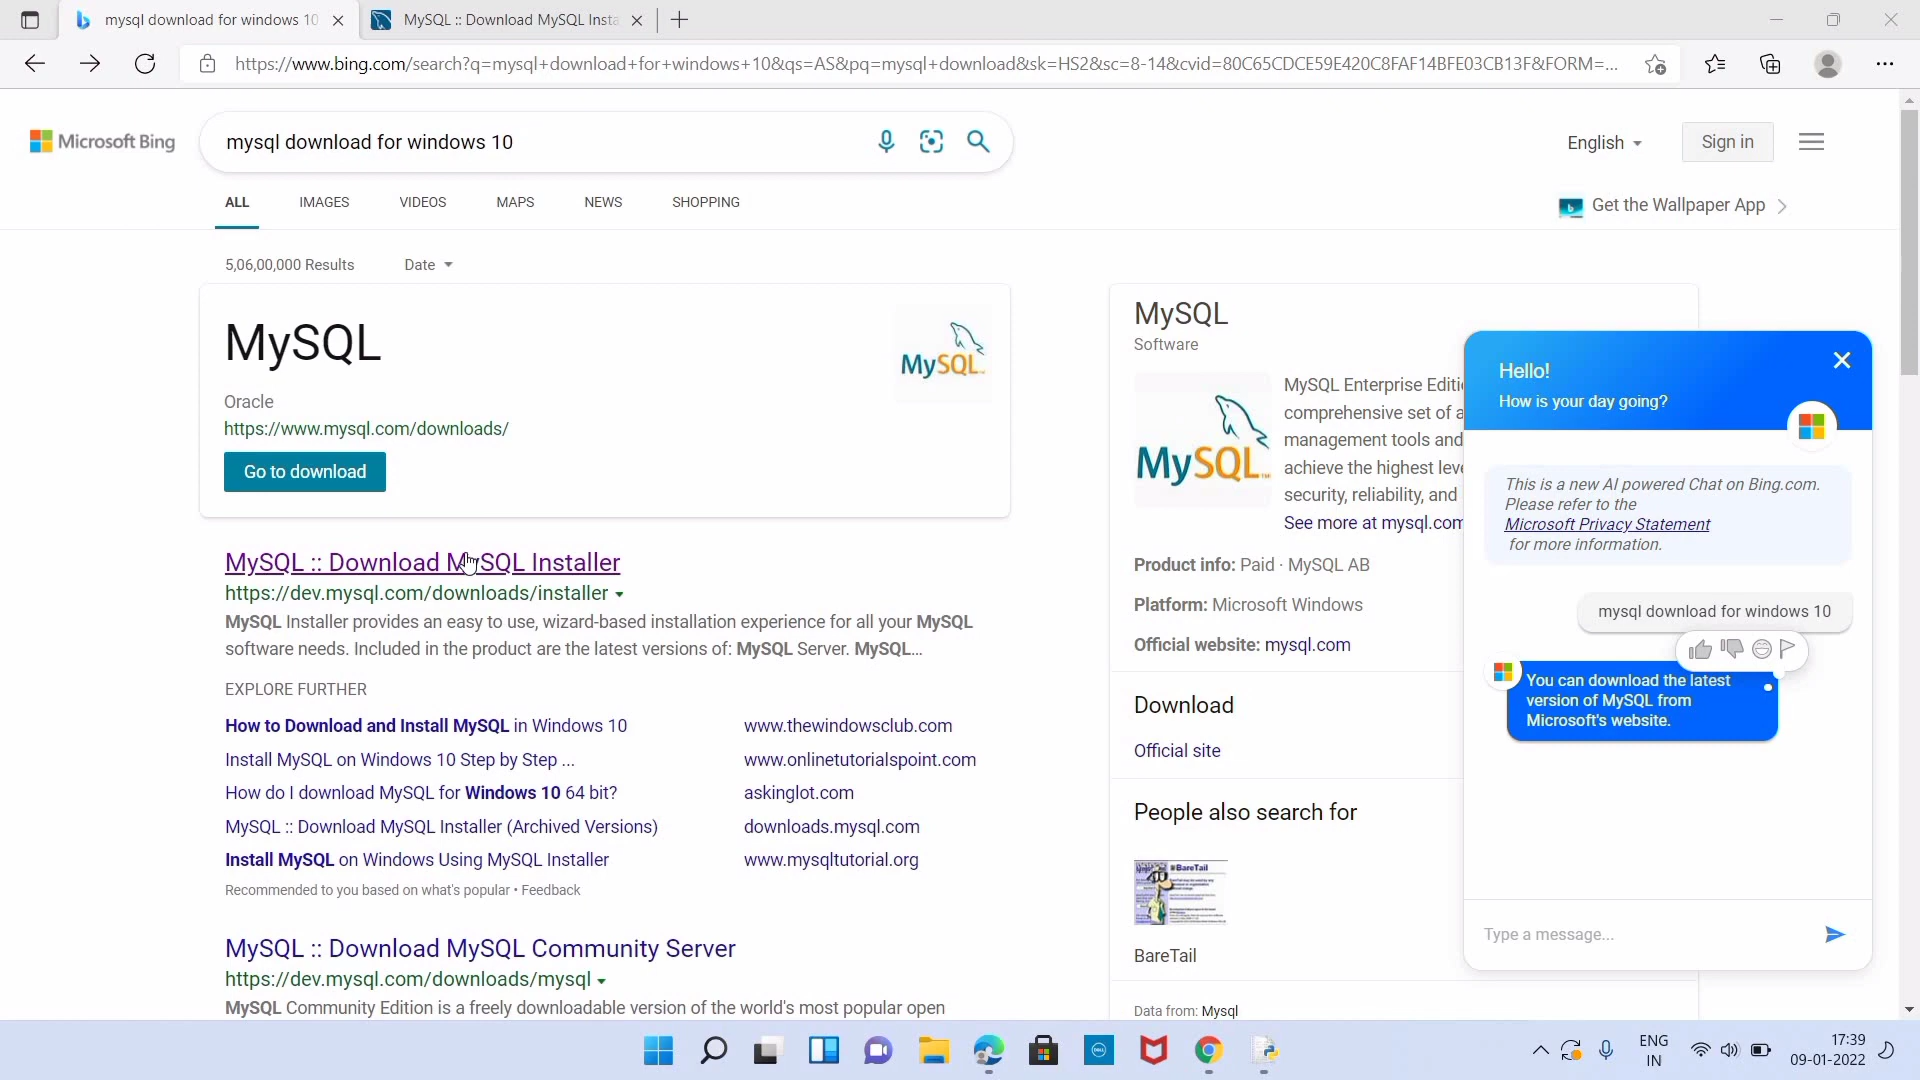 mysql download for windows 10
MySQL :: Download MySQL Insta
https://www.bing.com/search?q=mysql+download+for+windows+10&qs=AS&pq=mysql+download&sk=HS2&sc=8-14&cvid=80C65CDCE59E420C8FAF14BFE03CB13F&FORM=...
Microsoft Bing
mysql download for windows 10
English
Sign in
ALL IMAGES VIDEOS MAPS NEWS SHOPPING
Get the Wallpaper App
5,06,00,000 Results Date
MySQL
MySQL
Oracle
https://www.mysql.com/downloads/
Go to download
MySQL :: Download MySQL Installer
https://dev.mysql.com/downloads/installer
MySQL Installer provides an easy to use, wizard-based installation experience for all your MySQL
software needs. Included in the product are the latest versions of: MySQL Server. MySQL...
EXPLORE FURTHER
How to Download and Install MySQL in Windows 10 www.thewindowsclub.com
Install MySQL on Windows 10 Step by Step ... www.onlinetutorialspoint.com
How do I download MySQL for Windows 10 64 bit? askinglot.com
MySQL :: Download MySQL Installer (Archived Versions) downloads.mysql.com
Install MySQL on Windows Using MySQL Installer www.mysqltutorial.org
Recommended to you based on what's popular • Feedback
MySQL :: Download MySQL Community Server
https://dev.mysql.com/downloads/mysql
MySQL Community Edition is a freely downloadable version of the world's most popular open
MySQL
Software
MySQL
MySQL Enterprise Editi
comprehensive set of a
management tools and
achieve the highest leve
security, reliability, and
See more at mysql.com
Product info: Paid · MySQL AB
Platform: Microsoft Windows
Official website: mysql.com
Download
Official site
People also search for
BareTail
BareTail
Data from: Mysql
Hello!
How is your day going?
This is a new AI powered Chat on Bing.com.
Please refer to the
Microsoft Privacy Statement
for more information.
mysql download for windows 10
You can download the latest
version of MySQL from
Microsoft's website.
Type a message...
ENG
IN
17:39
09-01-2022